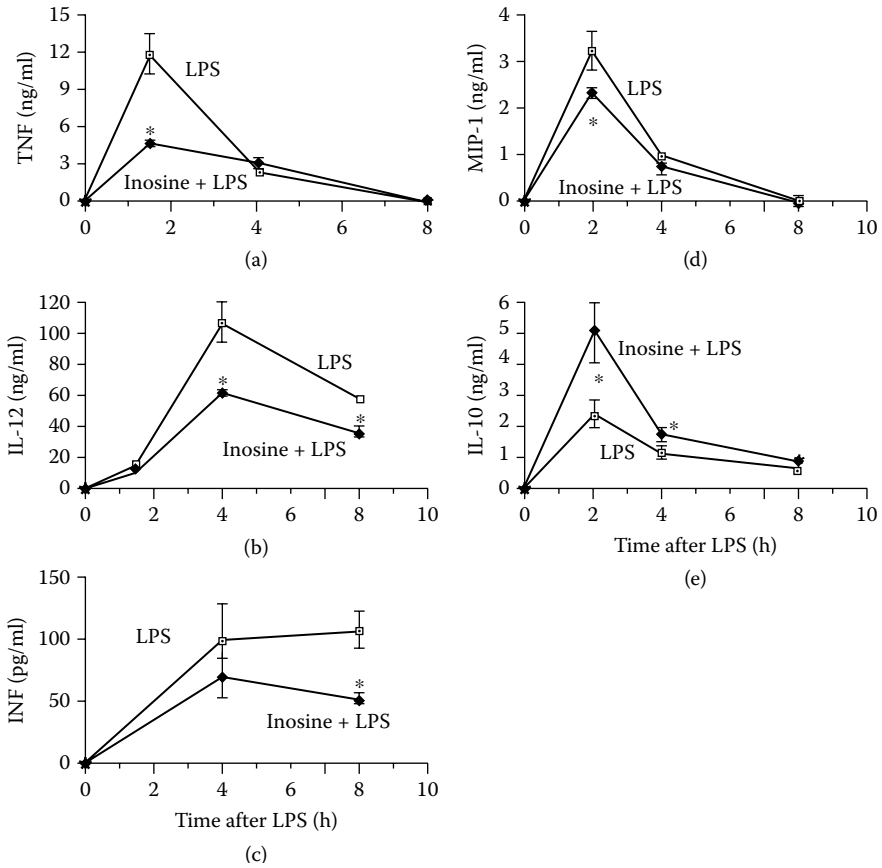 TNF (ng/ml)
15
12
9
6
3
0
LPS
*
Inosine + LPS
0 2 4 6 8
(a)
MIP-1 (ng/ml)
4
3
2
1
0
LPS
*
Inosine + LPS
0 2 4 6 8 10
(d)
IL-12 (ng/ml)
120
100
80
60
40
20
0
LPS
*
*
Inosine + LPS
0 2 4 6 8 10
(b)
IL-10 (ng/ml)
6
5
4
3
2
1
0
Inosine + LPS
*
*
LPS
0 2 4 6 8 10
Time after LPS (h)
(e)
INF (pg/ml)
150
100
50
0
LPS
*
Inosine + LPS
0 2 4 6 8 10
Time after LPS (h)
(c)